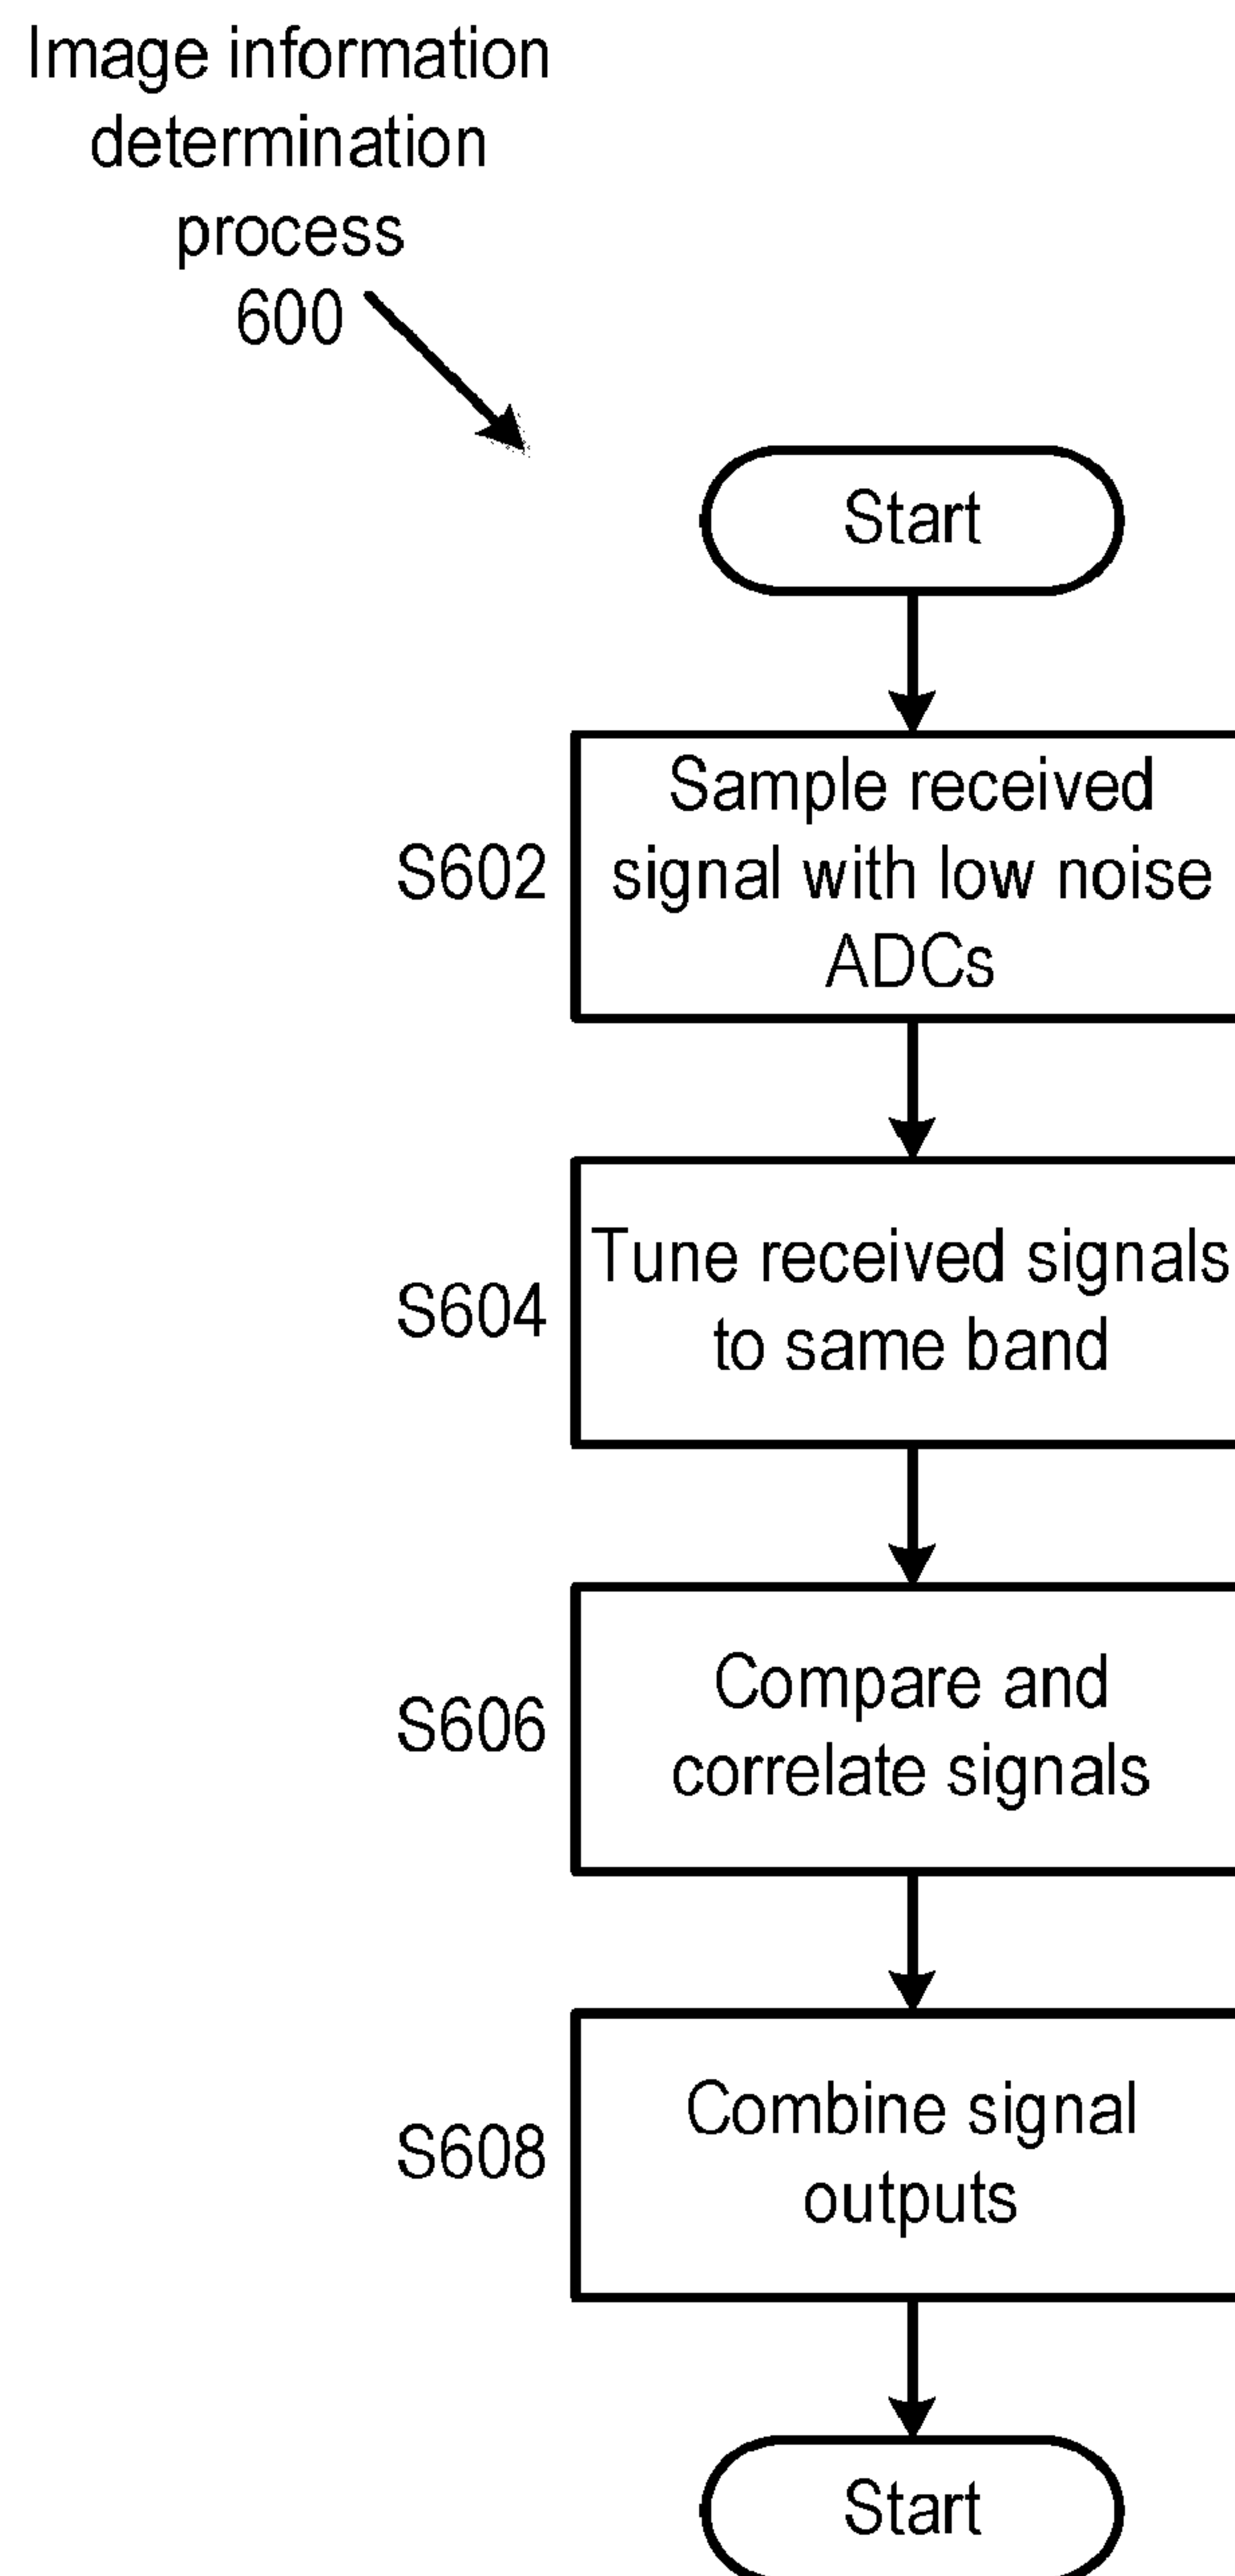 Image information
determination
process
600
Start
S602
Sample received
signal with low noise
ADCs
S604
Tune received signals
to same band
S606
Compare and
correlate signals
S608
Combine signal
outputs
Start